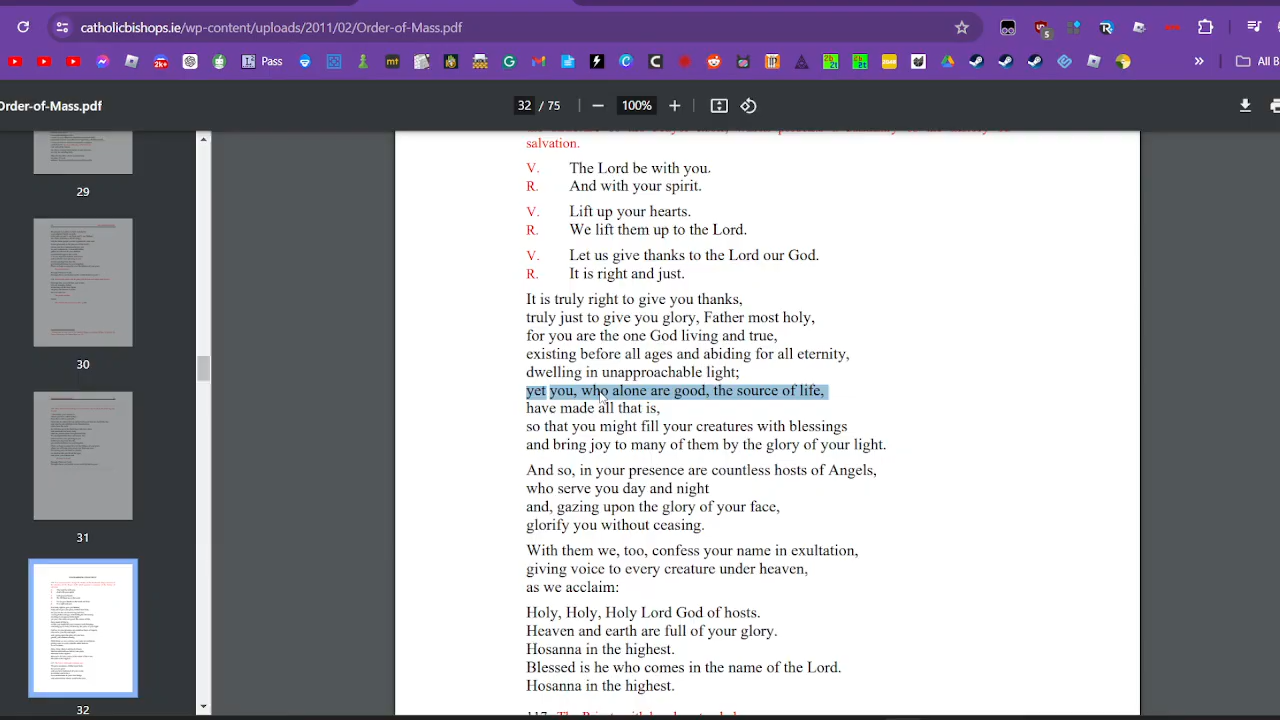 catholicbishops.ie/wp-content/uploads/2011/02/Order-of-Mass.pdf
5
2K+
mt
Pass
G
C
2b 2t
2b 2t
»
All B
Order-of-Mass.pdf
32 / 75
100%
29
30
31
32
salvation.
V. The Lord be with you.
R. And with your spirit.
V. Lift up your hearts.
R. We lift them up to the Lord.
V. Let us give thanks to the Lord our God.
R. It is right and just.
It is truly right to give you thanks,
truly just to give you glory, Father most holy,
for you are the one God living and true,
existing before all ages and abiding for all eternity,
dwelling in unapproachable light;
yet you, who alone are good, the source of life,
have made all that is,
so that you might fill your creatures with blessings
and bring joy to many of them by the glory of your light.
And so, in your presence are countless hosts of Angels,
who serve you day and night
and, gazing upon the glory of your face,
glorify you without ceasing.
With them we, too, confess your name in exultation,
giving voice to every creature under heaven,
as we acclaim:
Holy, Holy, Holy Lord God of hosts.
Heaven and earth are full of your glory.
Hosanna in the highest.
Blessed is he who comes in the name of the Lord.
Hosanna in the highest.